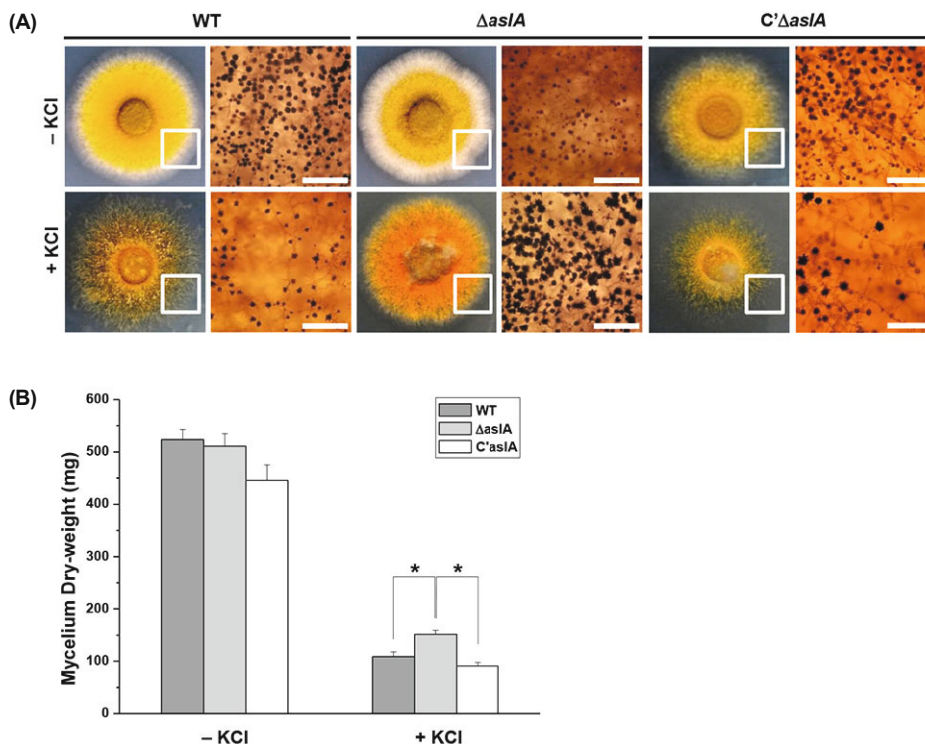 (A)
WT
ΔaslA
C'ΔaslA
– KCl
+ KCl
(B)
Mycelium Dry-weight (mg)
600
500
400
300
200
100
0
WT
ΔaslA
C'aslA
* *
– KCl
+ KCl